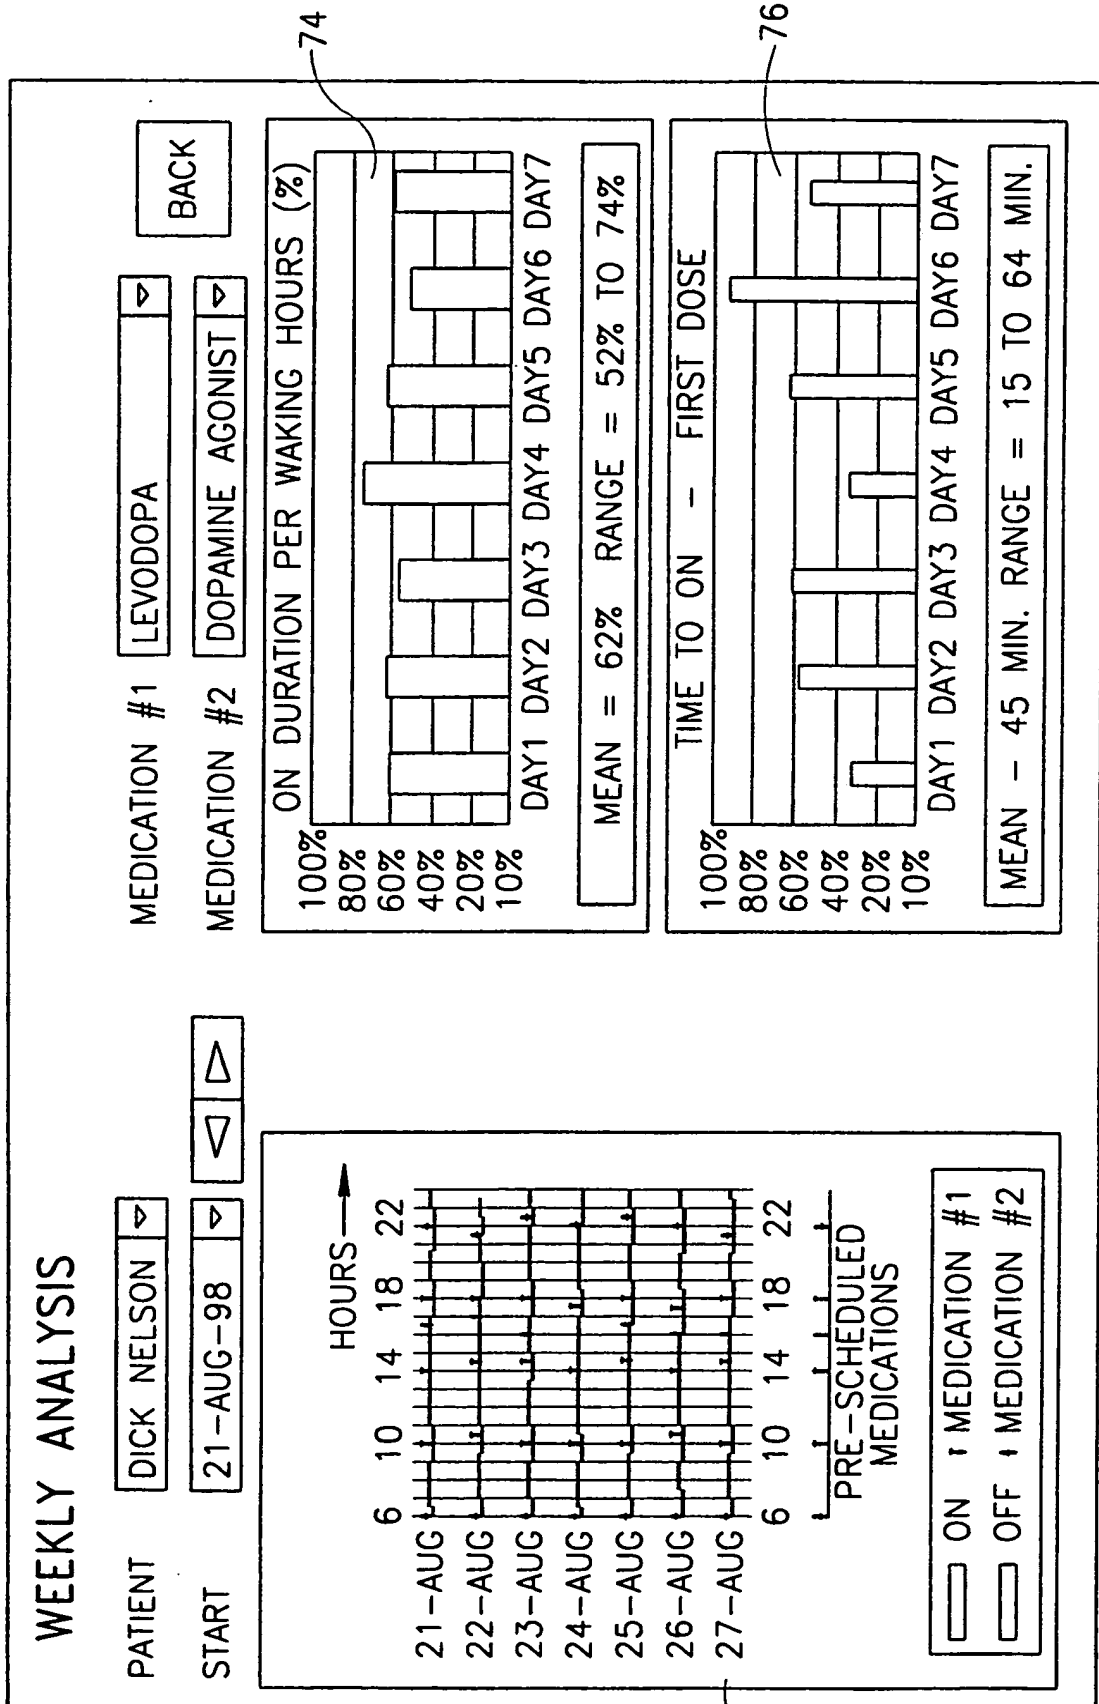 WEEKLY ANALYSIS
PATIENT DICK NELSON
START 21-AUG-98
MEDICATION #1 LEVODOPA
MEDICATION #2 DOPAMINE AGONIST
BACK
HOURS
6 10 14 18 22
21-AUG
22-AUG
23-AUG
24-AUG
25-AUG
26-AUG
27-AUG
6 10 14 18 22
PRE-SCHEDULED
MEDICATIONS
ON MEDICATION #1
OFF MEDICATION #2
ON DURATION PER WAKING HOURS (%)
100%
80%
60%
40%
20%
10%
DAY1 DAY2 DAY3 DAY4 DAY5 DAY6 DAY7
MEAN = 62% RANGE = 52% TO 74%
74
TIME TO ON - FIRST DOSE
100%
80%
60%
40%
20%
10%
DAY1 DAY2 DAY3 DAY4 DAY5 DAY6 DAY7
MEAN - 45 MIN. RANGE = 15 TO 64 MIN.
76